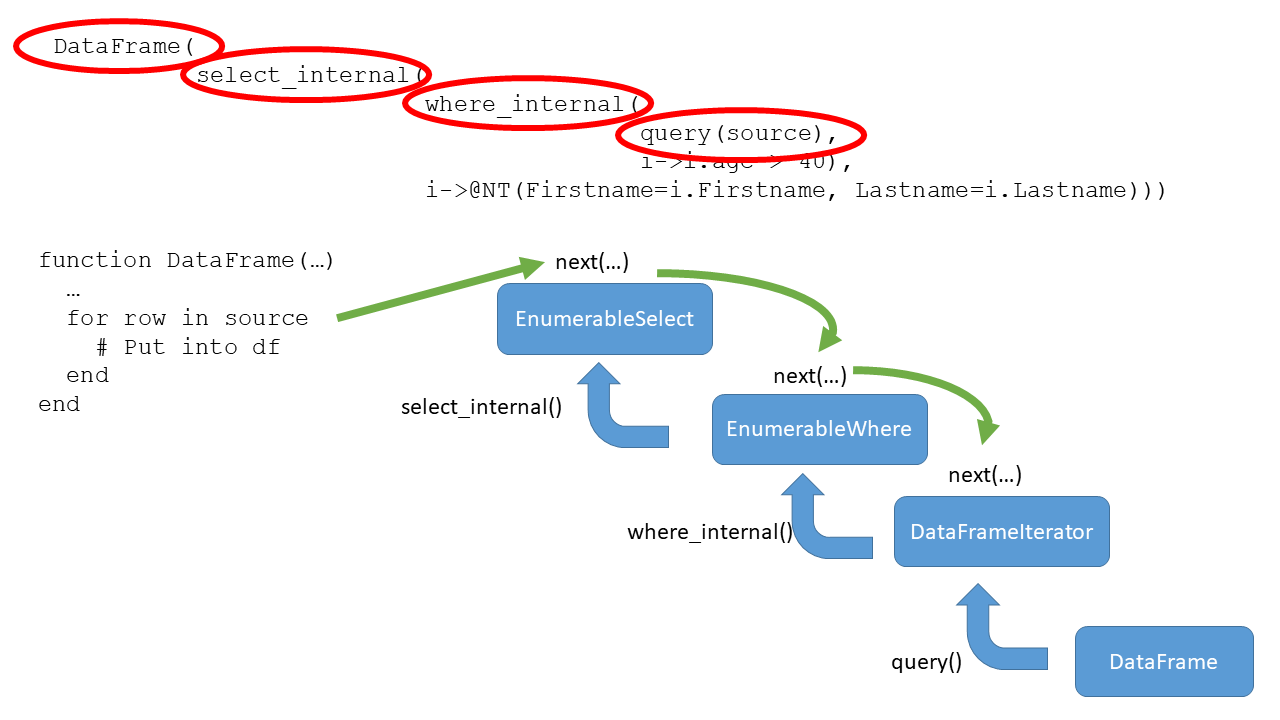 DataFrame(
select_internal(
where_internal(
query(source),
i->i.age > 40),
i->@NT(Firstname=i.Firstname, Lastname=i.Lastname)))
function DataFrame(…)
…
for row in source
# Put into df
end
end
next(…)
EnumerableSelect
select_internal()
next(…)
EnumerableWhere
where_internal()
next(…)
DataFrameIterator
query()
DataFrame